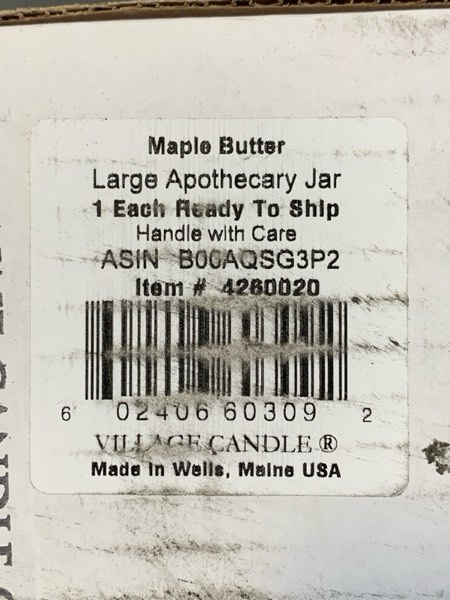 Maple Butter
Large Apothecary Jar
1 Each Ready To Ship
Handle with Care
ASIN B00AQSG3P2
Item # 4260020
6 02406 60309 2
VILLAGE CANDLE ®
Made in Wells, Maine USA